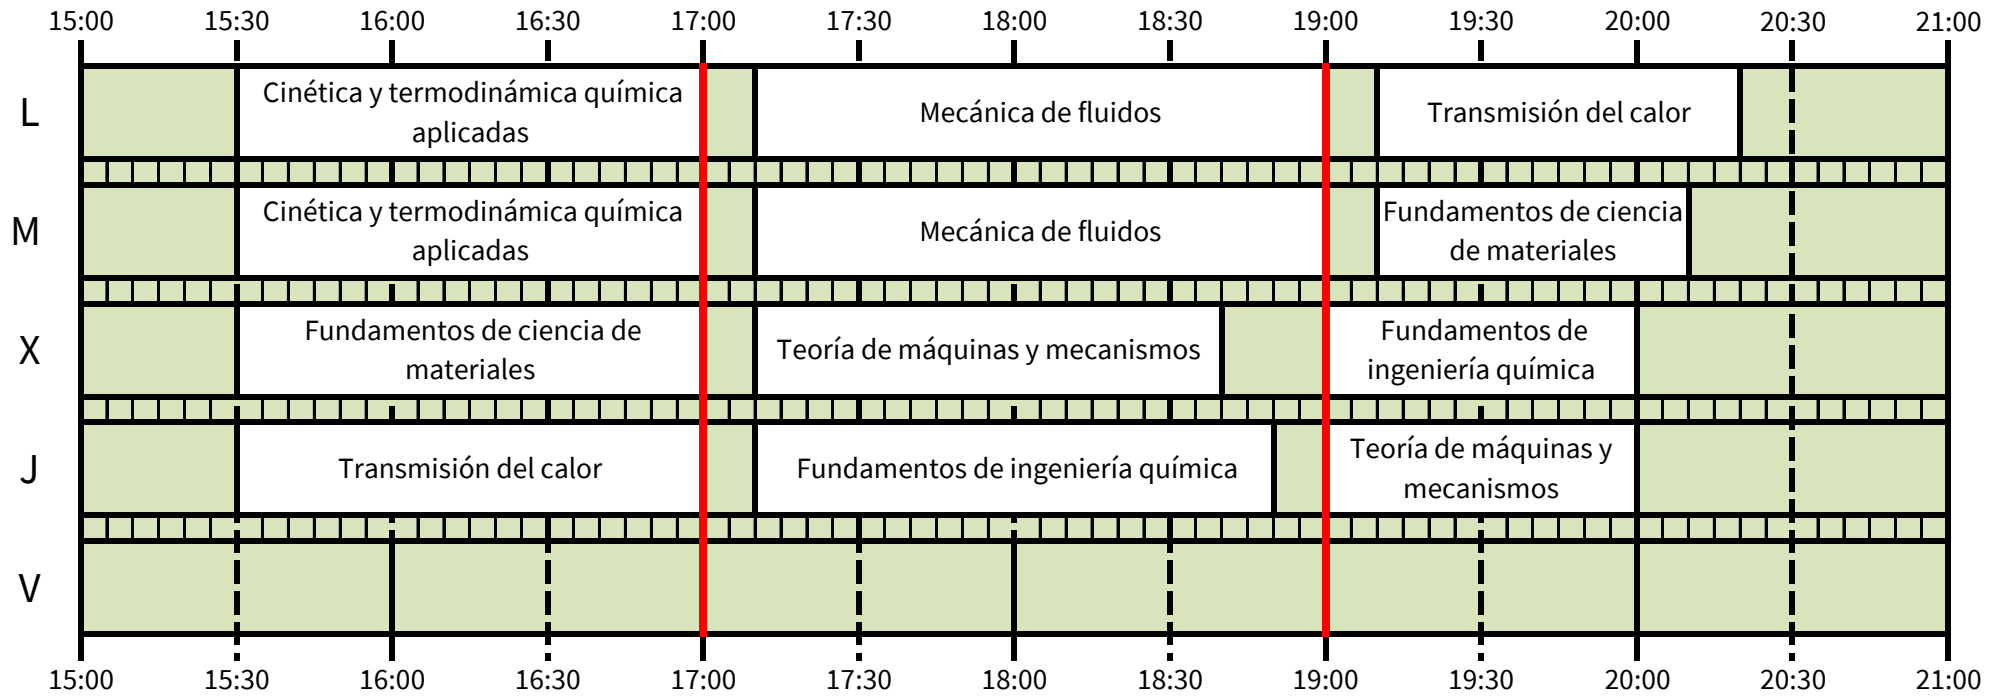 15:00 15:30 16:00 16:30 17:00 17:30 18:00 18:30 19:00 19:30 20:00 20:30 21:00
L
Cinética y termodinámica química
aplicadas
Mecánica de fluidos
Transmisión del calor
M
Cinética y termodinámica química
aplicadas
Mecánica de fluidos
Fundamentos de ciencia
de materiales
X
Fundamentos de ciencia de
materiales
Teoría de máquinas y mecanismos
Fundamentos de
ingeniería química
J
Transmisión del calor
Fundamentos de ingeniería química
Teoría de máquinas y
mecanismos
V
15:00 15:30 16:00 16:30 17:00 17:30 18:00 18:30 19:00 19:30 20:00 20:30 21:00